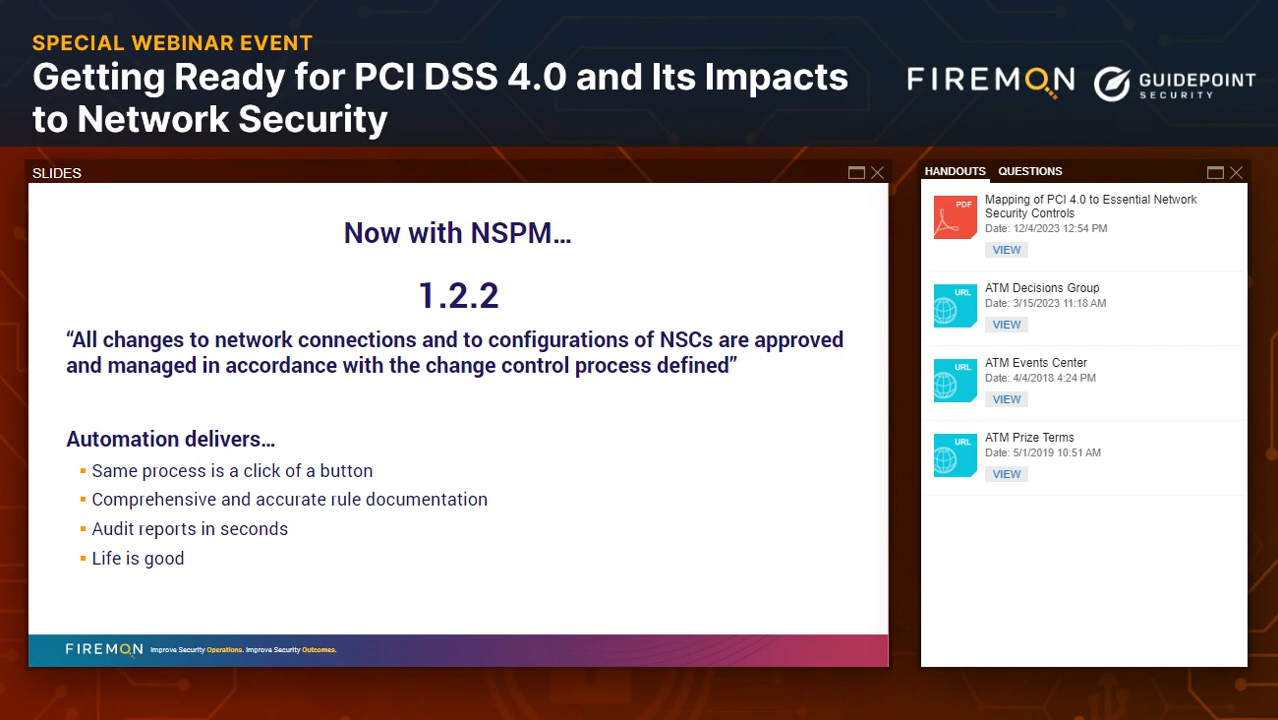 SPECIAL WEBINAR EVENT
Getting Ready for PCI DSS 4.0 and Its Impacts
to Network Security
FIREMON
GUIDEPOINT
SECURITY
SLIDES
Now with NSPM...
1.2.2
“All changes to network connections and to configurations of NSCs are approved
and managed in accordance with the change control process defined”
Automation delivers...
▪ Same process is a click of a button
▪ Comprehensive and accurate rule documentation
▪ Audit reports in seconds
▪ Life is good
FIREMON Improve Security Operations. Improve Security Outcomes.
HANDOUTS QUESTIONS
PDF
Mapping of PCI 4.0 to Essential Network
Security Controls
Date: 12/4/2023 12:54 PM
VIEW
URL
ATM Decisions Group
Date: 3/15/2023 11:18 AM
VIEW
URL
ATM Events Center
Date: 4/4/2018 4:24 PM
VIEW
URL
ATM Prize Terms
Date: 5/1/2019 10:51 AM
VIEW